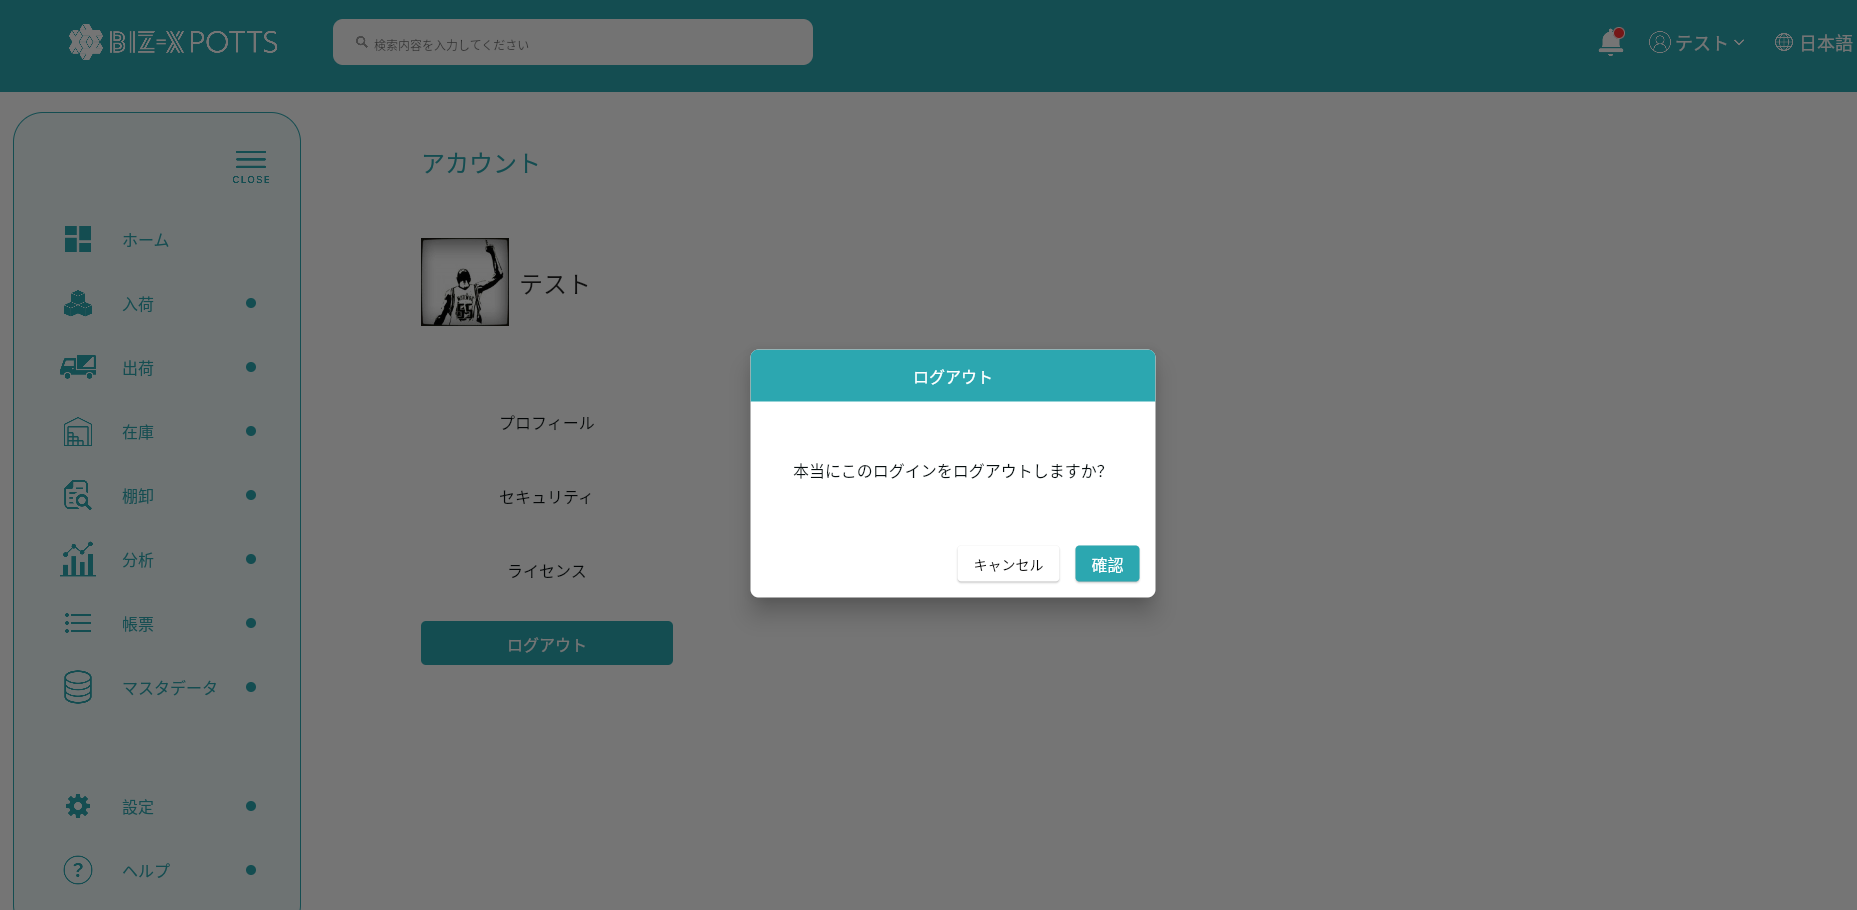 BIZ-X POTTS
検索内容を入力してください
テスト
日本語
CLOSE
ホーム
入荷
出荷
在庫
棚卸
分析
帳票
マスタデータ
設定
ヘルプ
アカウント
テスト
プロフィール
セキュリティ
ライセンス
ログアウト
ログアウト
本当にこのログインをログアウトしますか?
キャンセル
確認